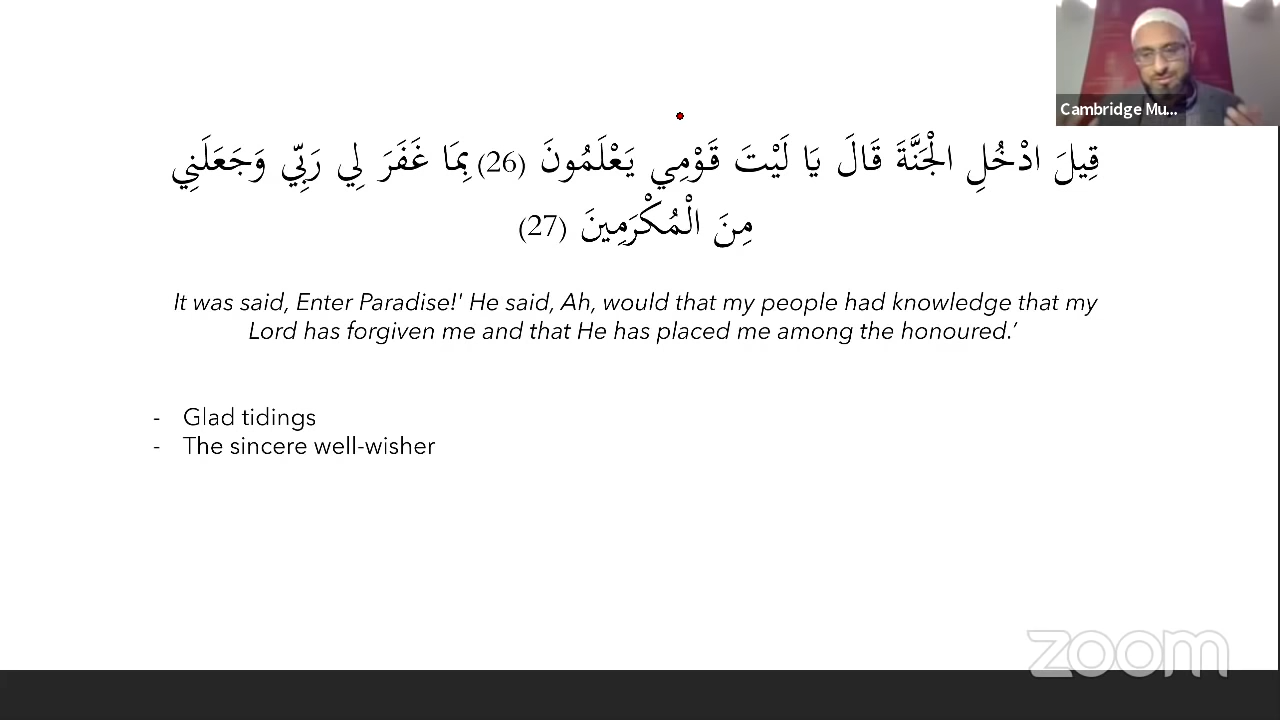 Cambridge Mu...
قِيلَ ادْخُلِ الْجَنَّةَ قَالَ يَا لَيْتَ قَوْمِي يَعْلَمُونَ (26) بِمَا غَفَرَ لِي رَبِّي وَجَعَلَنِي
مِنَ الْمُكْرَمِينَ (27)
It was said, Enter Paradise!' He said, Ah, would that my people had knowledge that my
Lord has forgiven me and that He has placed me among the honoured.’
- Glad tidings
- The sincere well-wisher
zoom